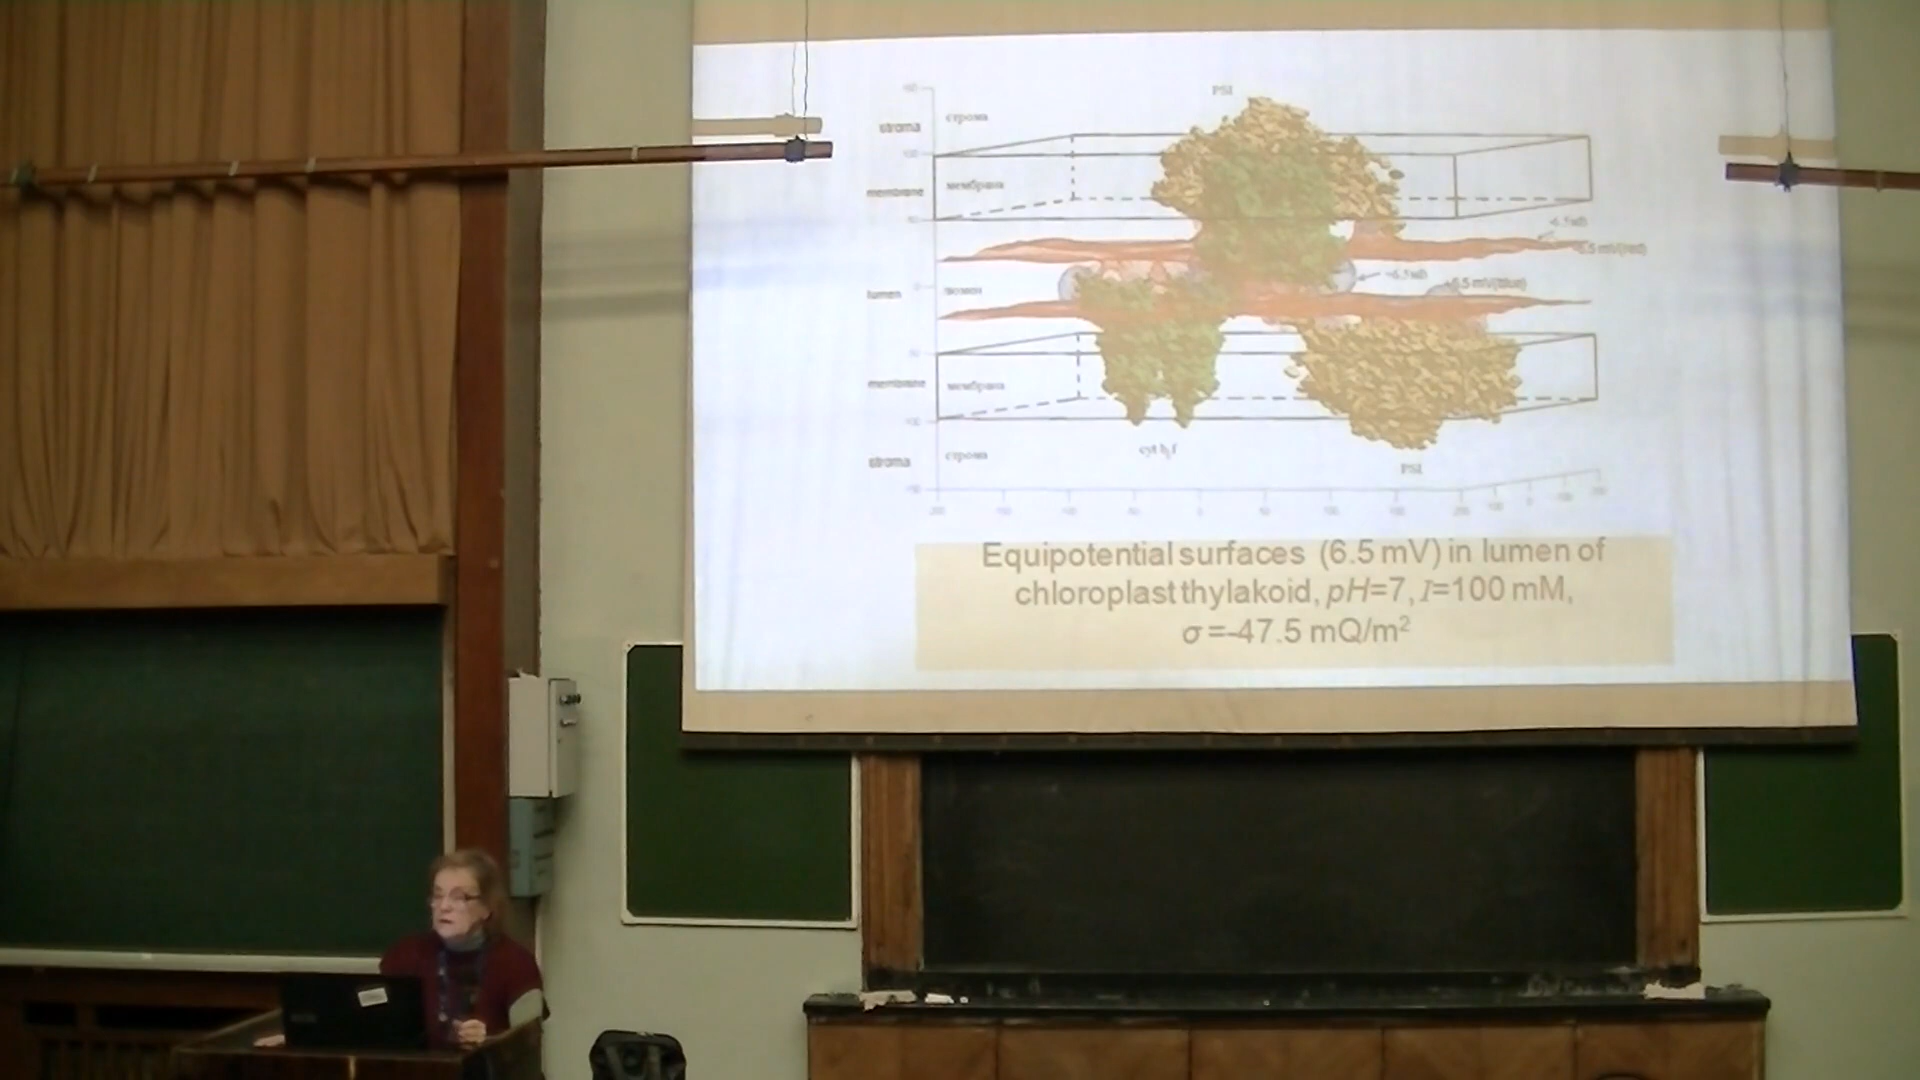 PSI
stroma
строма
membrane
мембрана
-6.5 мВ
-6.5 mV(red)
+6.5 мВ
+6.5 mV(blue)
lumen
люмен
membrane
мембрана
stroma
строма
cyt b6f
PSI
Equipotential surfaces (6.5 mV) in lumen of
chloroplast thylakoid, pH=7, I=100 mM,
σ =-47.5 mQ/m²